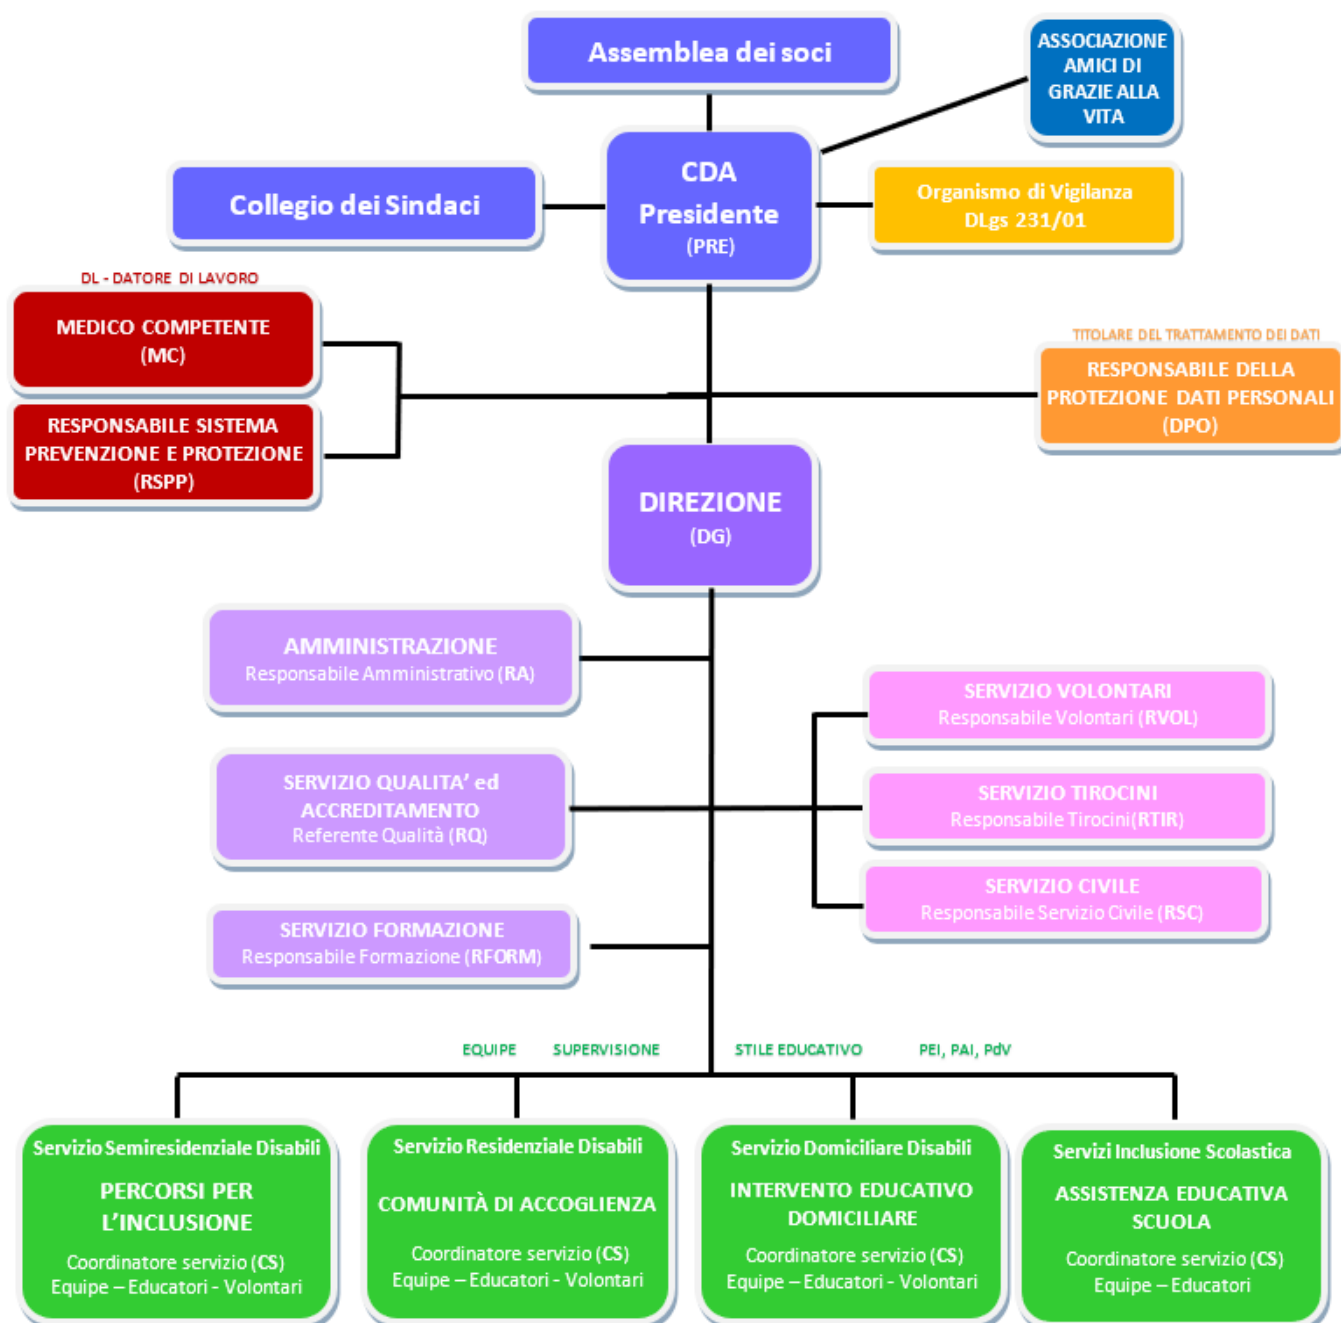 Assemblea dei soci
ASSOCIAZIONE
AMICI DI
GRAZIE ALLA
VITA
CDA
Presidente
(PRE)
Collegio dei Sindaci
Organismo di Vigilanza
DLgs 231/01
DL - DATORE DI LAVORO
MEDICO COMPETENTE
(MC)
RESPONSABILE SISTEMA
PREVENZIONE E PROTEZIONE
(RSPP)
TITOLARE DEL TRATTAMENTO DEI DATI
RESPONSABILE DELLA
PROTEZIONE DATI PERSONALI
(DPO)
DIREZIONE
(DG)
AMMINISTRAZIONE
Responsabile Amministrativo (RA)
SERVIZIO QUALITA' ed
ACCREDITAMENTO
Referente Qualità (RQ)
SERVIZIO FORMAZIONE
Responsabile Formazione (RFORM)
SERVIZIO VOLONTARI
Responsabile Volontari (RVOL)
SERVIZIO TIROCINI
Responsabile Tirocini(RTIR)
SERVIZIO CIVILE
Responsabile Servizio Civile (RSC)
EQUIPE SUPERVISIONE STILE EDUCATIVO PEI, PAI, PdV
Servizio Semiresidenziale Disabili
PERCORSI PER
L'INCLUSIONE
Coordinatore servizio (CS)
Equipe – Educatori - Volontari
Servizio Residenziale Disabili
COMUNITÀ DI ACCOGLIENZA
Coordinatore servizio (CS)
Equipe – Educatori - Volontari
Servizio Domiciliare Disabili
INTERVENTO EDUCATIVO
DOMICILIARE
Coordinatore servizio (CS)
Equipe – Educatori - Volontari
Servizi Inclusione Scolastica
ASSISTENZA EDUCATIVA
SCUOLA
Coordinatore servizio (CS)
Equipe – Educatori